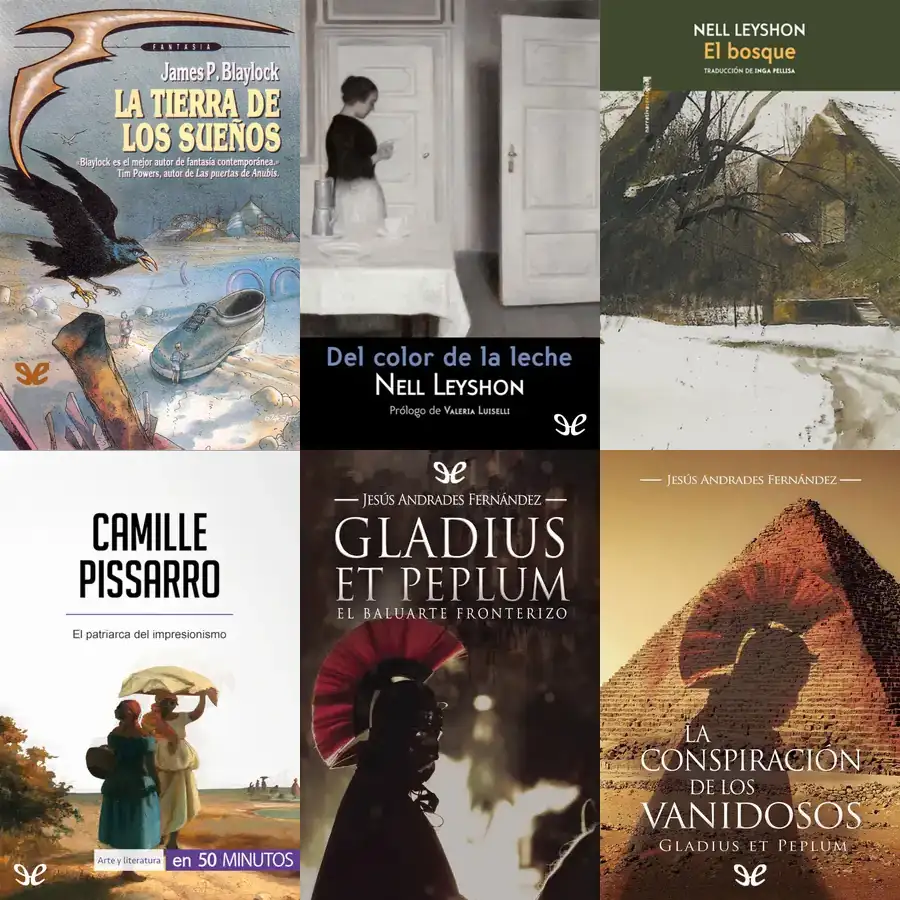 FANTASIA
James P. Blaylock
LA TIERRA DE
LOS SUEÑOS
«Blaylock es el mejor autor de fantasía contemporánea.»
Tim Powers, autor de Las puertas de Anubis.
Del color de la leche
NELL LEYSHON
Prólogo de VALERIA LUISELLI
NELL LEYSHON
El bosque
TRADUCCIÓN DE INGA PELLISA
CAMILLE
PISSARRO
El patriarca del impresionismo
Arte y literatura en 50 MINUTOS
JESÚS ANDRADES FERNÁNDEZ
GLADIUS
ET PEPLUM
EL BALUARTE FRONTERIZO
JESÚS ANDRADES FERNÁNDEZ
LA
CONSPIRACIÓN
DE LOS
VANIDOSOS
GLADIUS ET PEPLUM